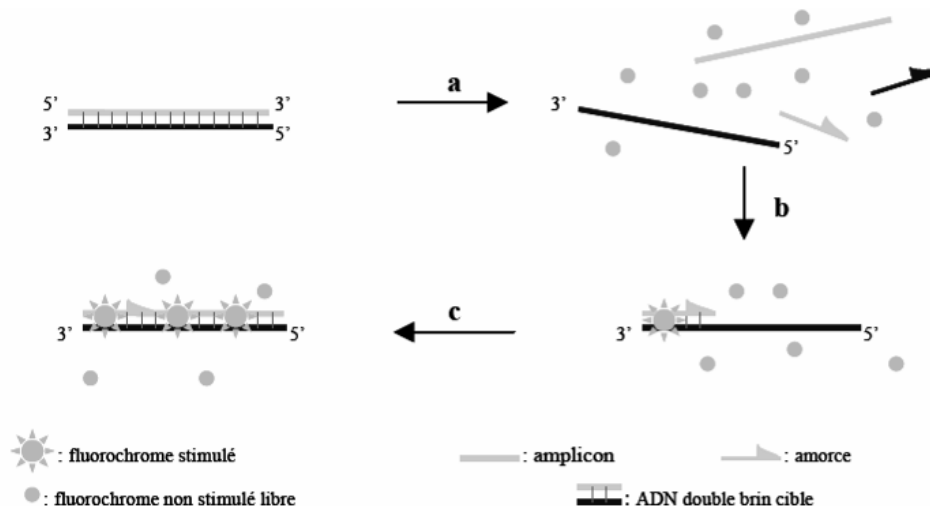 a
5' 3'
3' 5'
3'
5'
b
c
3' 5'
3' 5'
: fluorochrome stimulé : amplicon : amorce
: fluorochrome non stimulé libre : ADN double brin cible